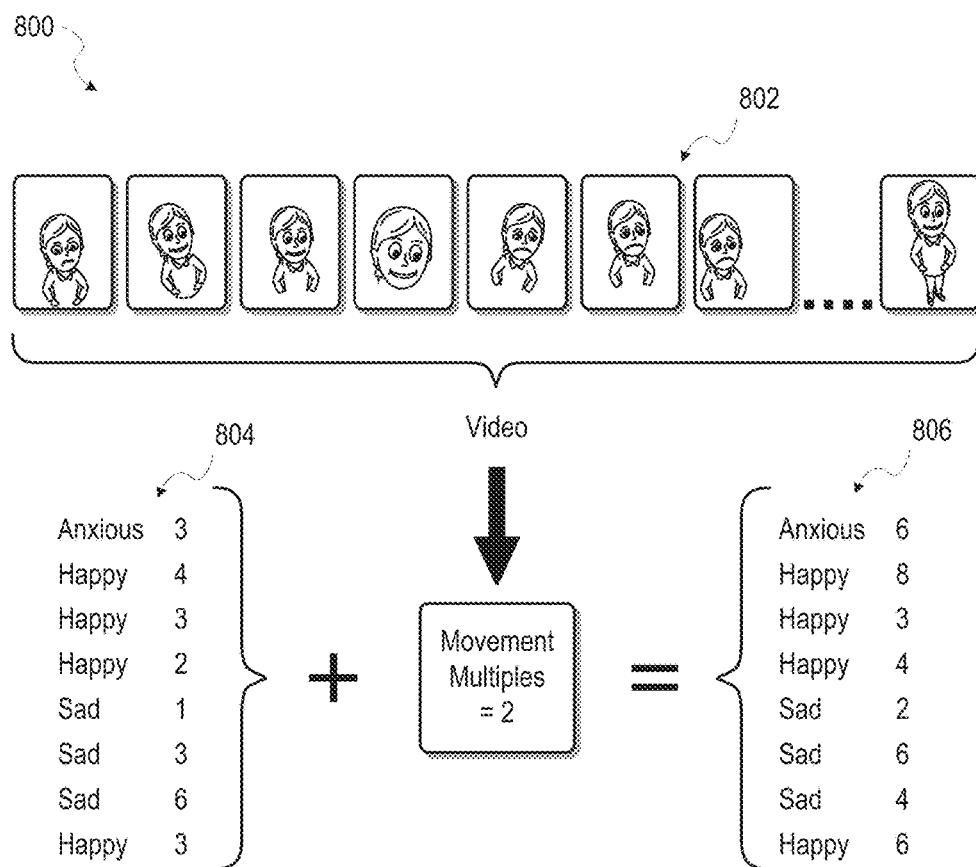 800
802
Video
804
806
Anxious 3
Happy 4
Happy 3
Happy 2
Sad 1
Sad 3
Sad 6
Happy 3
+
Movement
Multiples
= 2
=
Anxious 6
Happy 8
Happy 3
Happy 4
Sad 2
Sad 6
Sad 4
Happy 6